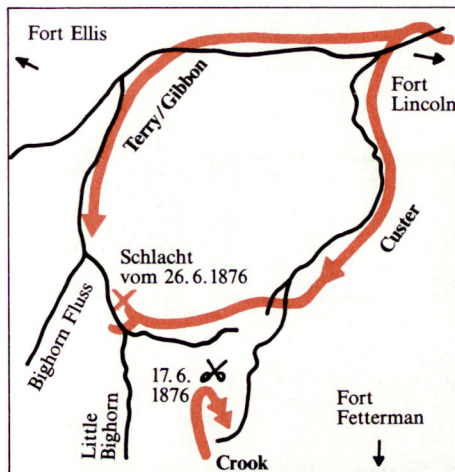 Fort Ellis
Fort
Lincoln
Terry/Gibbon
Custer
Schlacht
vom 26.6.1876
Bighorn Fluss
17.6.
1876
Little
Bighorn
Crook
Fort
Fetterman